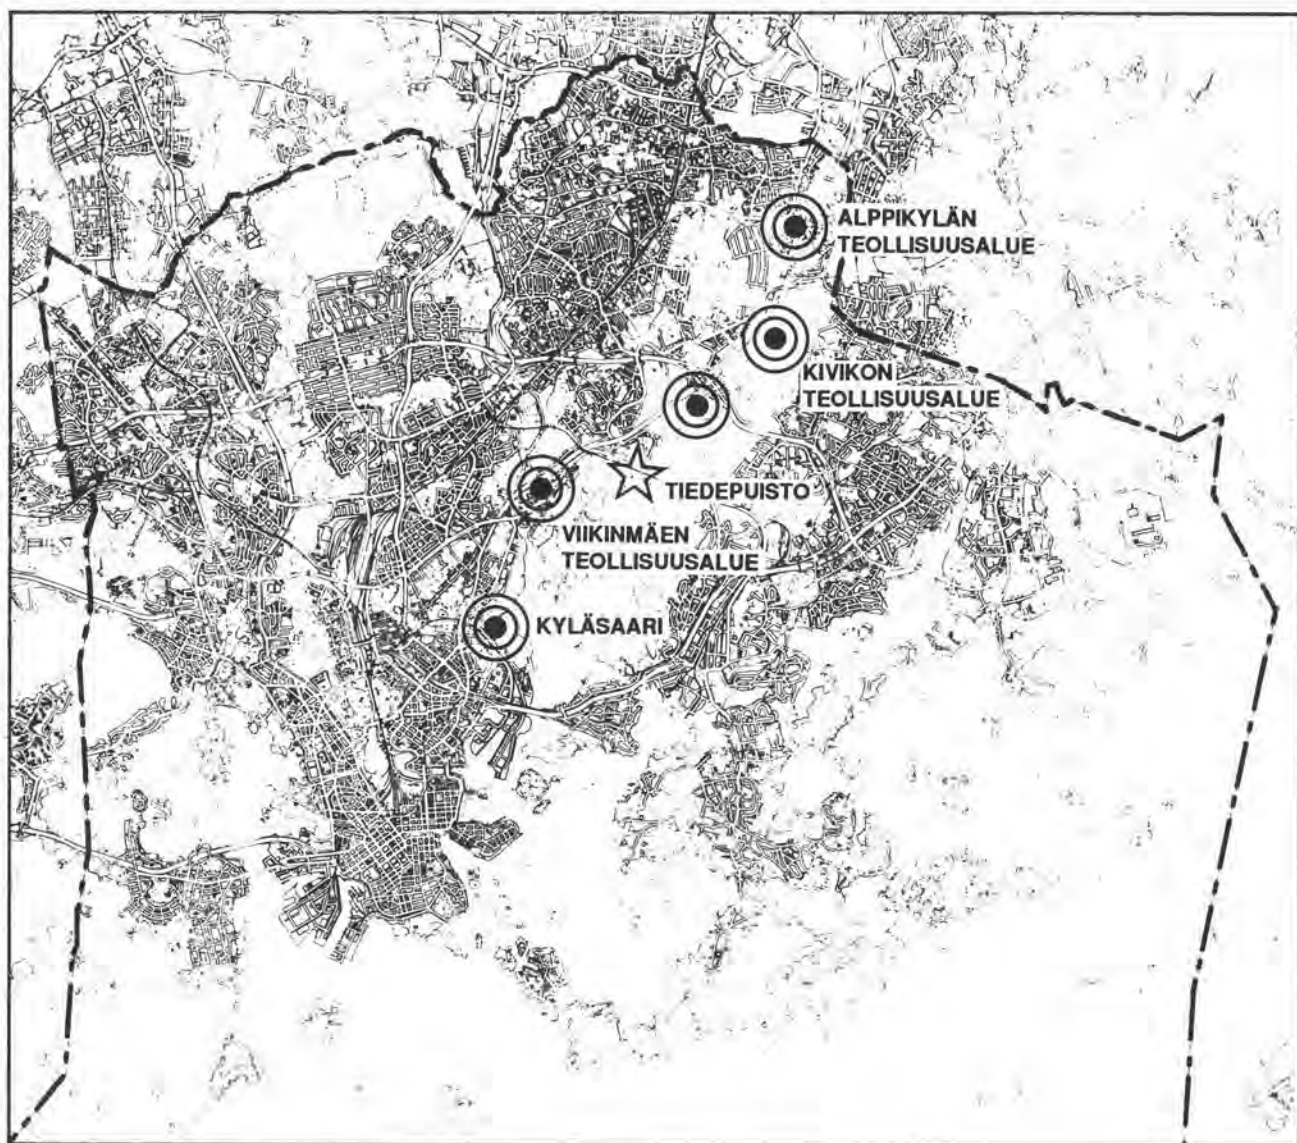 ALPPIKYLÄN
TEOLLISUUSALUE
KIVIKON
TEOLLISUUSALUE
TIEDEPUISTO
VIIKINMÄEN
TEOLLISUUSALUE
KYLÄSAARI